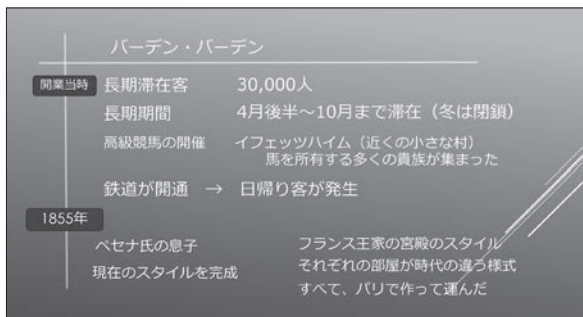 バーデン・バーデン
開業当時 長期滞在客 30,000人
長期期間 4月後半～10月まで滞在（冬は閉鎖）
高級競馬の開催 イフェッツハイム（近くの小さな村）
馬を所有する多くの貴族が集まった
鉄道が開通 → 日帰り客が発生
1855年
ベセナ氏の息子 フランス王家の宮殿のスタイル
現在のスタイルを完成 それぞれの部屋が時代の違う様式
すべて、パリで作って運んだ